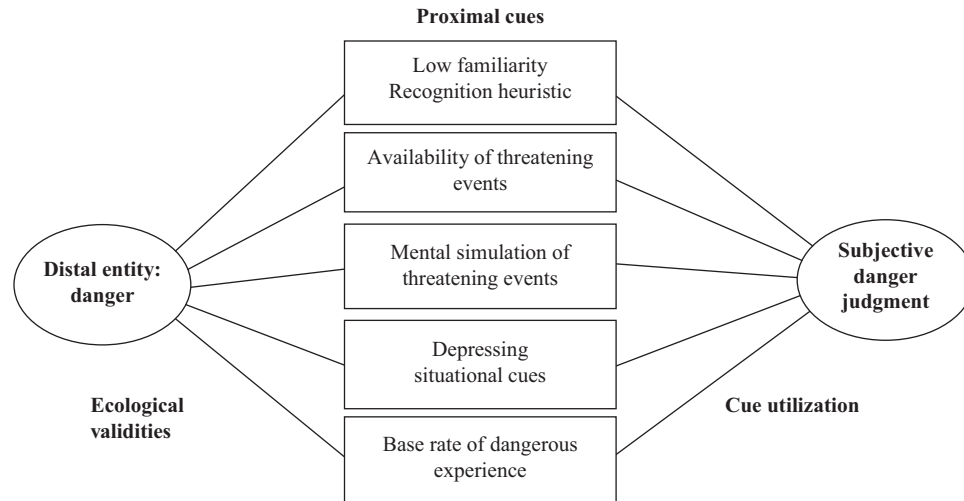 Proximal cues
Low familiarity
Recognition heuristic
Availability of threatening
events
Mental simulation of
threatening events
Depressing
situational cues
Base rate of dangerous
experience
Distal entity:
danger
Subjective
danger
judgment
Ecological
validities
Cue utilization